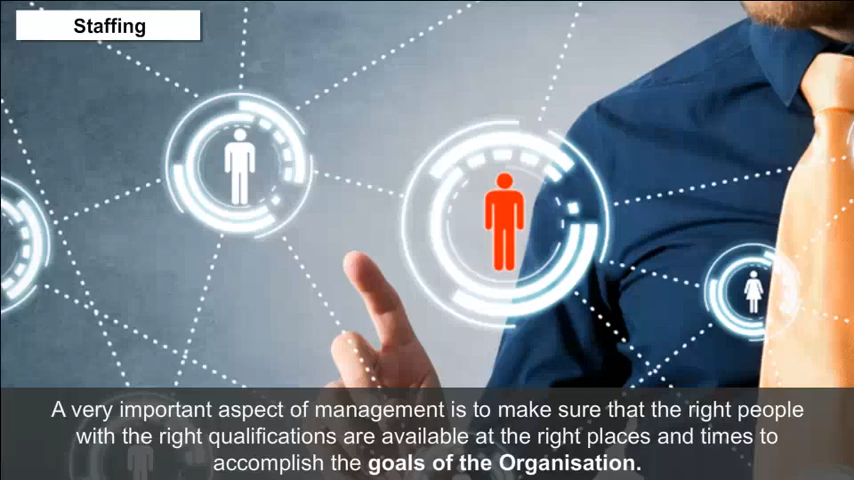 Staffing
A very important aspect of management is to make sure that the right people
with the right qualifications are available at the right places and times to
accomplish the goals of the Organisation.